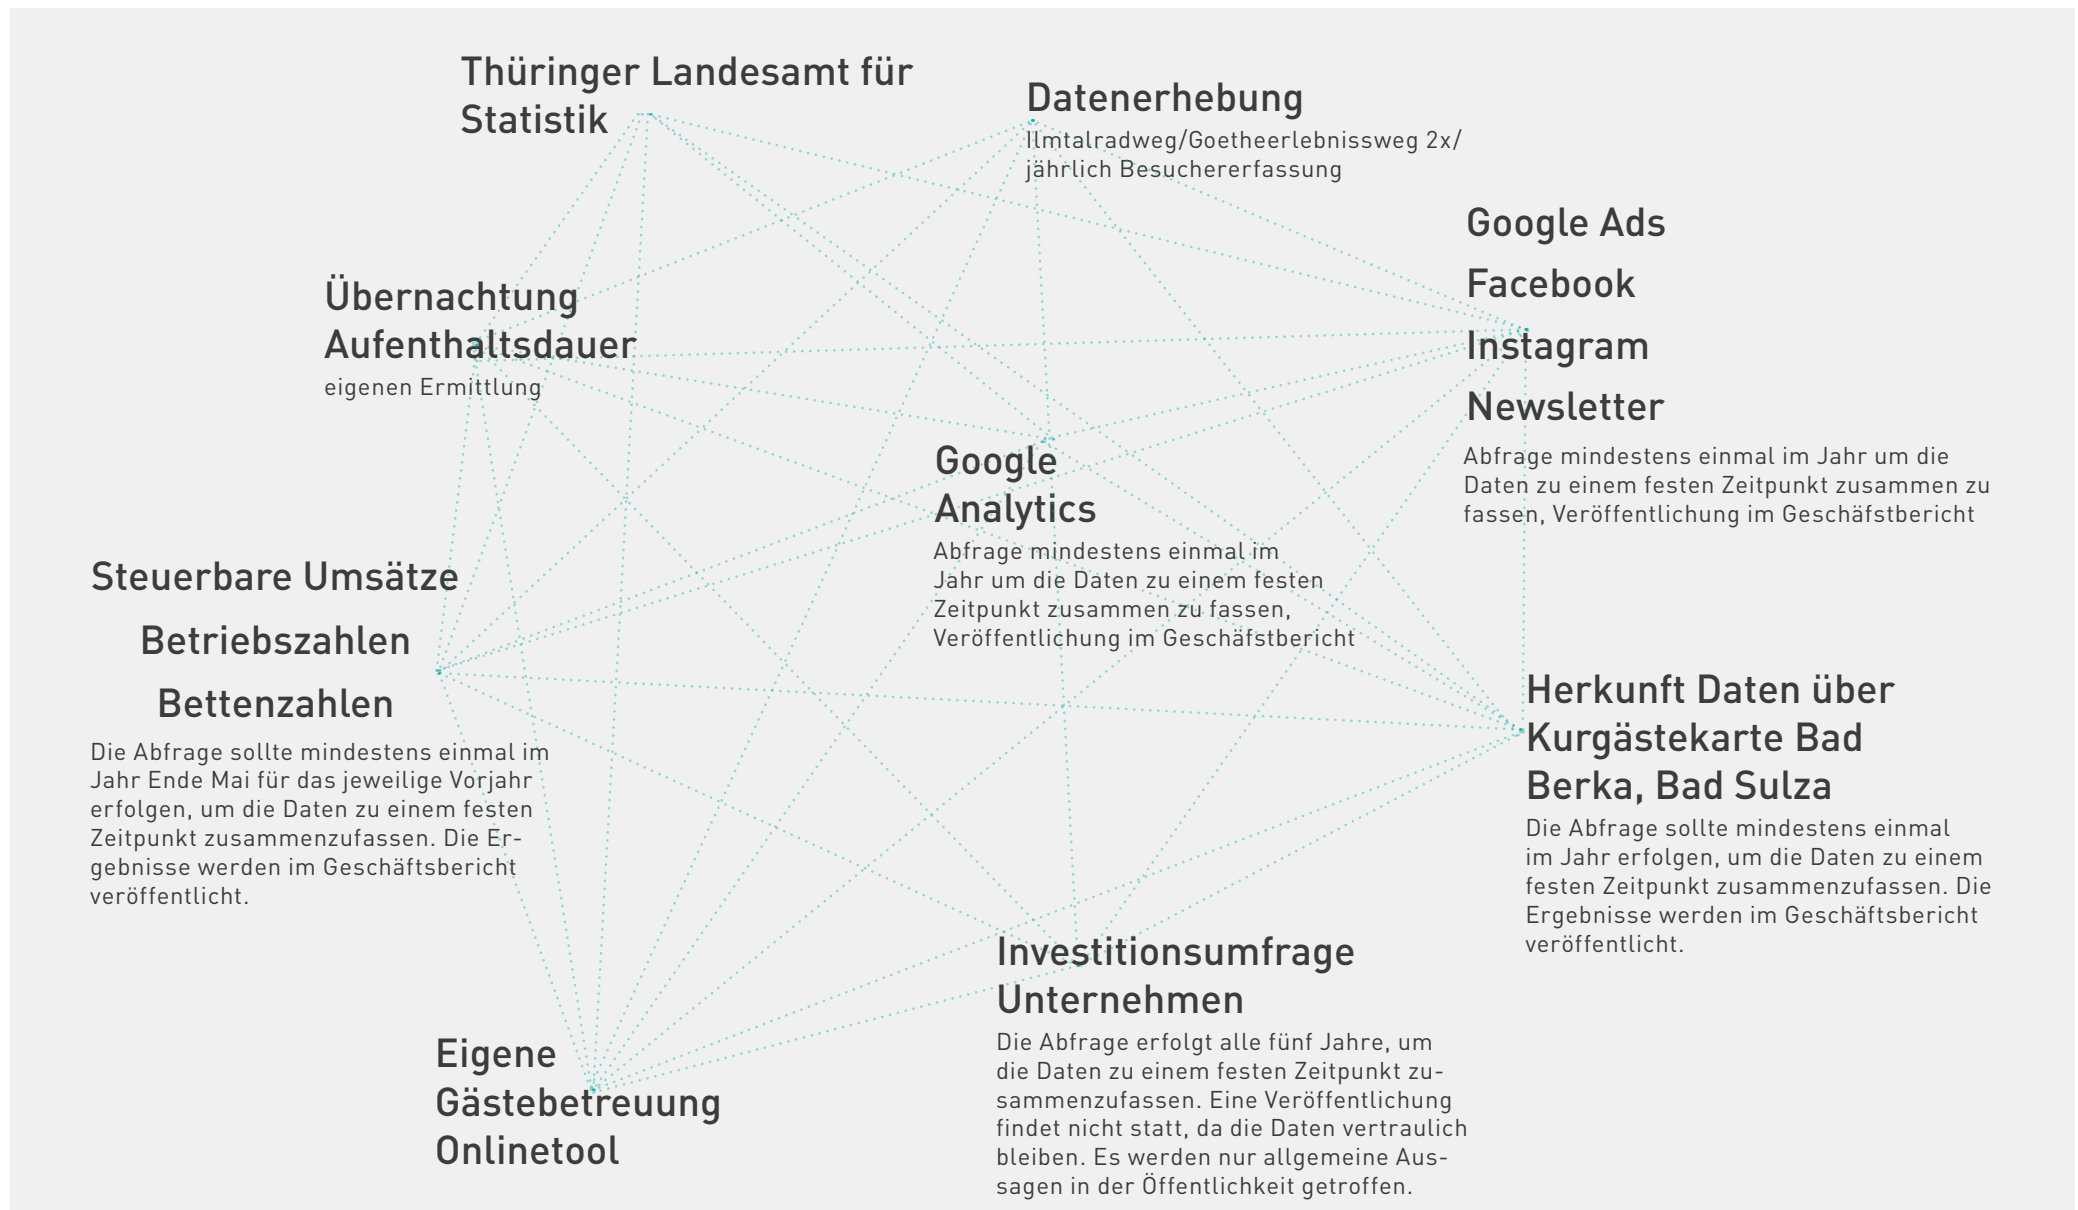 Thüringer Landesamt für
Statistik
Datenerhebung
Ilmtalradweg/Goetheerlebnissweg 2x/
jährlich Besuchererfassung
Google Ads
Facebook
Instagram
Newsletter
Abfrage mindestens einmal im Jahr um die
Daten zu einem festen Zeitpunkt zusammen zu
fassen, Veröffentlichung im Geschäfstbericht
Übernachtung
Aufenthaltsdauer
eigenen Ermittlung
Google
Analytics
Abfrage mindestens einmal im
Jahr um die Daten zu einem festen
Zeitpunkt zusammen zu fassen,
Veröffentlichung im Geschäfstbericht
Steuerbare Umsätze
Betriebszahlen
Bettenzahlen
Die Abfrage sollte mindestens einmal im
Jahr Ende Mai für das jeweilige Vorjahr
erfolgen, um die Daten zu einem festen
Zeitpunkt zusammenzufassen. Die Er-
gebnisse werden im Geschäftsbericht
veröffentlicht.
Herkunft Daten über
Kurgästekarte Bad
Berka, Bad Sulza
Die Abfrage sollte mindestens einmal
im Jahr erfolgen, um die Daten zu einem
festen Zeitpunkt zusammenzufassen. Die
Ergebnisse werden im Geschäftsbericht
veröffentlicht.
Investitionsumfrage
Unternehmen
Die Abfrage erfolgt alle fünf Jahre, um
die Daten zu einem festen Zeitpunkt zu-
sammenzufassen. Eine Veröffentlichung
findet nicht statt, da die Daten vertraulich
bleiben. Es werden nur allgemeine Aus-
sagen in der Öffentlichkeit getroffen.
Eigene
Gästebetreuung
Onlinetool